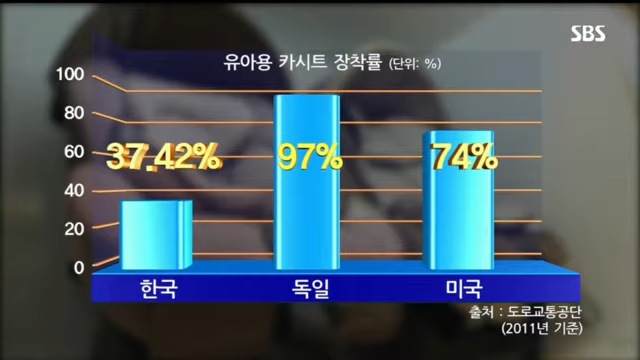 SBS
유아용 카시트 장착률 (단위: %)
100
80
60
40
20
0
37.42%
97%
74%
한국
독일
미국
출처 : 도로교통공단
(2011년 기준)